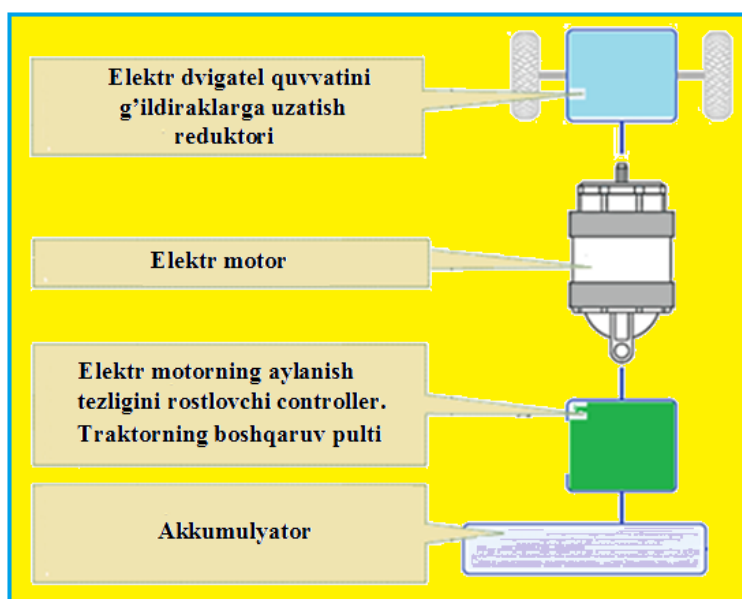 Elektr dvigatel quvvatini
g'ildiraklarga uzatish
reduktori
Elektr motor
Elektr motorning aylanish
tezligini rostlovchi controller.
Traktorning boshqaruv pulti
Akkumulyator